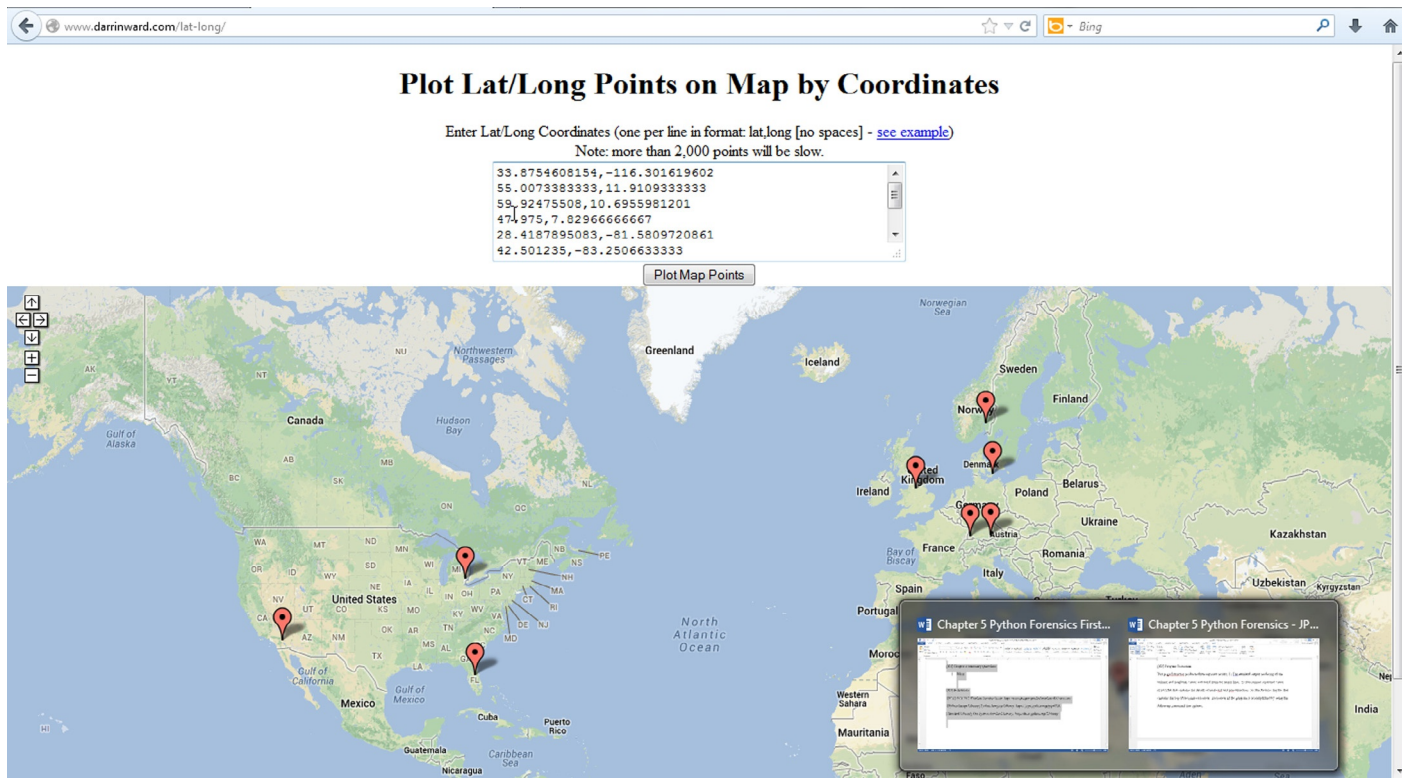 www.darrinward.com/lat-long/
Bing
Plot Lat/Long Points on Map by Coordinates
Enter Lat/Long Coordinates (one per line in format: lat,long [no spaces] - see example)
Note: more than 2,000 points will be slow.
33.8754608154,-116.301619602
55.0073383333,11.9109333333
59.92475508,10.6955981201
47.975,7.82966666667
28.4187895083,-81.5809720861
42.501235,-83.2506633333
Plot Map Points
Norwegian
Sea
NU
Northwestern
Passages
Greenland
Iceland
AK
YT
NT
Sweden
Finland
Norway
Canada
Hudson
Bay
Gulf of
Alaska
AB
MB
BC
SK
NL
ON
QC
United
Kingdom
Ireland
Denmark
Poland
Belarus
Germany
Ukraine
Austria
Kazakhstan
France
Bay of
Biscay
Romania
Italy
Uzbekistan
Kyrgyzstan
Spain
Portugal
Turkey
WA
MT
ND
MN
NB
PE
OR
ID
WY
SD
WI
MI
VT
ME
NS
NY
NH
NE
IA
IL
IN
OH
PA
MA
CT
RI
NV
UT
CO
United States
KS
MO
KY
WV
VA
DE
NJ
MD
CA
AZ
NM
OK
AR
TN
NC
TX
MS
AL
LA
GA
FL
North
Atlantic
Ocean
Gulf of
California
Gulf of
Mexico
Mexico
Cuba
Puerto
Rico
HI
Guatemala
Caribbean
Sea
Nicaragua
Western
Sahara
Mauritania
India
Chapter 5 Python Forensics First...
Chapter 5 Python Forensics - JP...